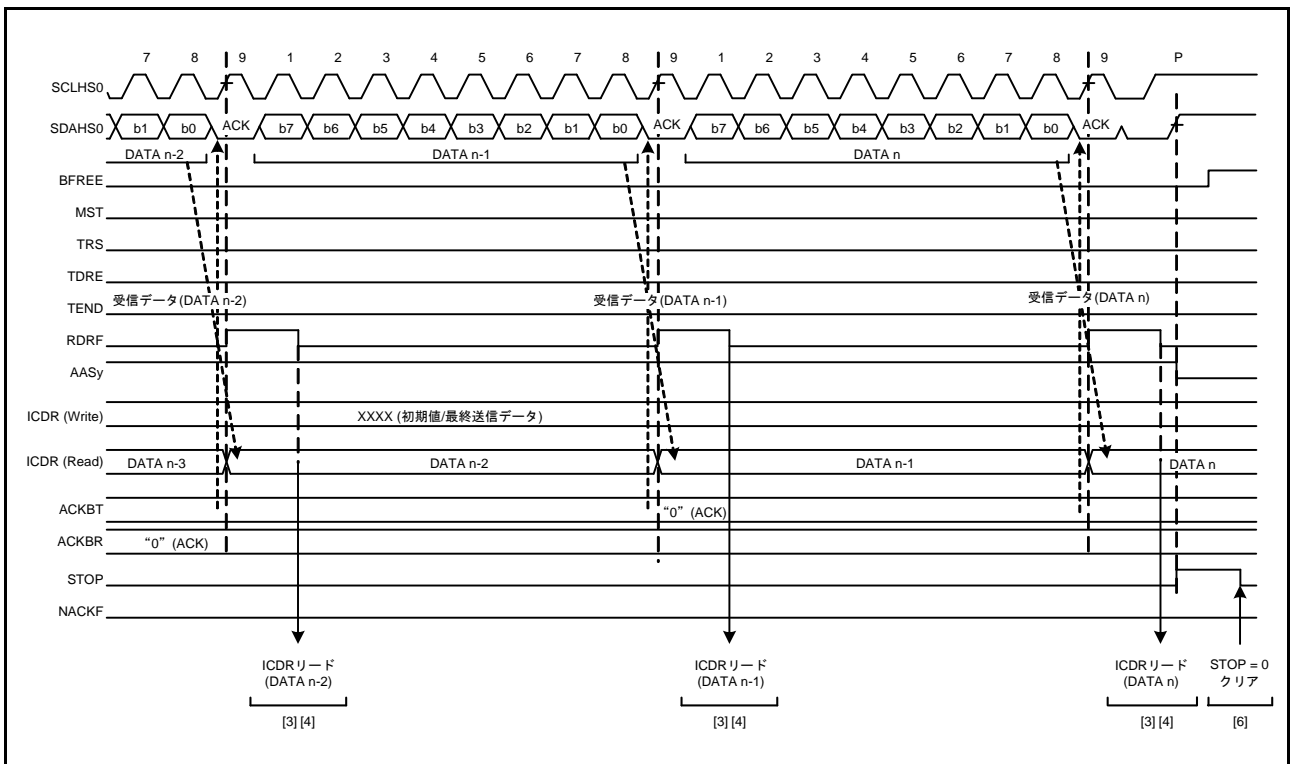 7 8 9 1 2 3 4 5 6 7 8 9 1 2 3 4 5 6 7 8 9 P
SCLHS0
SDAHS0 b1 b0 ACK b7 b6 b5 b4 b3 b2 b1 b0 ACK b7 b6 b5 b4 b3 b2 b1 b0 ACK
DATA n-2 DATA n-1 DATA n
BFREE
MST
TRS
TDRE
TEND
受信データ(DATA n-2) 受信データ(DATA n-1) 受信データ(DATA n)
RDRF
AASy
ICDR (Write) XXXX (初期値/最終送信データ)
ICDR (Read) DATA n-3 DATA n-2 DATA n-1 DATA n
ACKBT “0” (ACK)
ACKBR “0” (ACK)
STOP
NACKF
ICDRリード ICDRリード ICDRリード STOP = 0
(DATA n-2) (DATA n-1) (DATA n) クリア
[3] [4] [3] [4] [3] [4] [6]